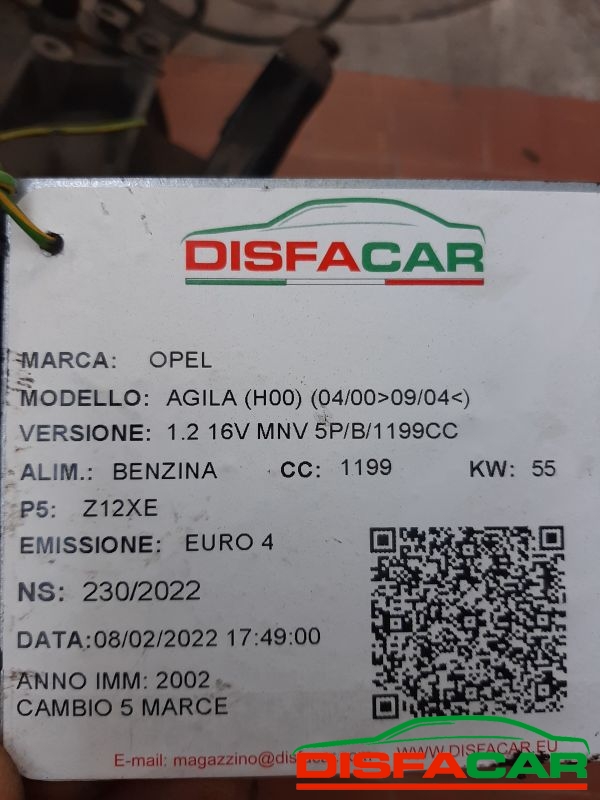 DISFACAR
MARCA: OPEL
MODELLO: AGILA (H00) (04/00>09/04<)
VERSIONE: 1.2 16V MNV 5P/B/1199CC
ALIM.: BENZINA CC: 1199 KW: 55
P5: Z12XE
EMISSIONE: EURO 4
NS: 230/2022
DATA:08/02/2022 17:49:00
ANNO IMM: 2002
CAMBIO 5 MARCE
E-mail: magazzino@disfacar.com WWW.DISFACAR.EU
DISFACAR